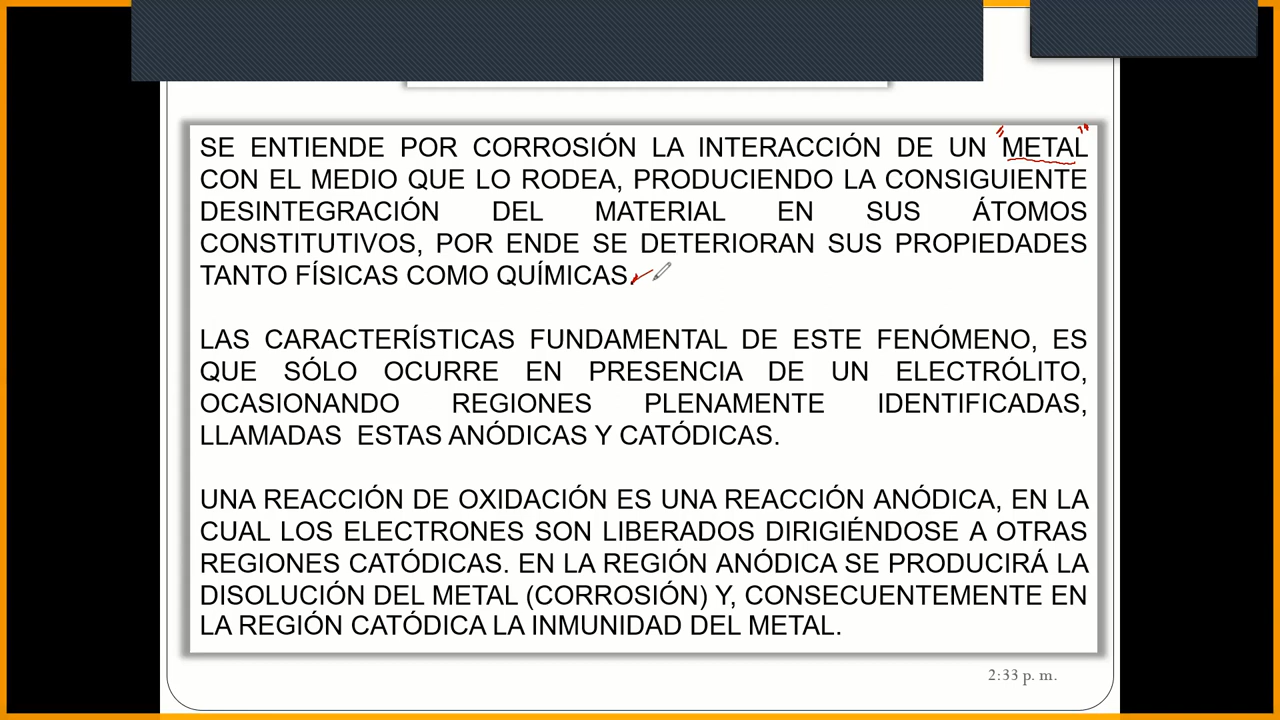 SE ENTIENDE POR CORROSIÓN LA INTERACCIÓN DE UN "METAL"
CON EL MEDIO QUE LO RODEA, PRODUCIENDO LA CONSIGUIENTE
DESINTEGRACIÓN DEL MATERIAL EN SUS ÁTOMOS
CONSTITUTIVOS, POR ENDE SE DETERIORAN SUS PROPIEDADES
TANTO FÍSICAS COMO QUÍMICAS.
LAS CARACTERÍSTICAS FUNDAMENTAL DE ESTE FENÓMENO, ES
QUE SÓLO OCURRE EN PRESENCIA DE UN ELECTRÓLITO,
OCASIONANDO REGIONES PLENAMENTE IDENTIFICADAS,
LLAMADAS ESTAS ANÓDICAS Y CATÓDICAS.
UNA REACCIÓN DE OXIDACIÓN ES UNA REACCIÓN ANÓDICA, EN LA
CUAL LOS ELECTRONES SON LIBERADOS DIRIGIÉNDOSE A OTRAS
REGIONES CATÓDICAS. EN LA REGIÓN ANÓDICA SE PRODUCIRÁ LA
DISOLUCIÓN DEL METAL (CORROSIÓN) Y, CONSECUENTEMENTE EN
LA REGIÓN CATÓDICA LA INMUNIDAD DEL METAL.
2:33 p. m.